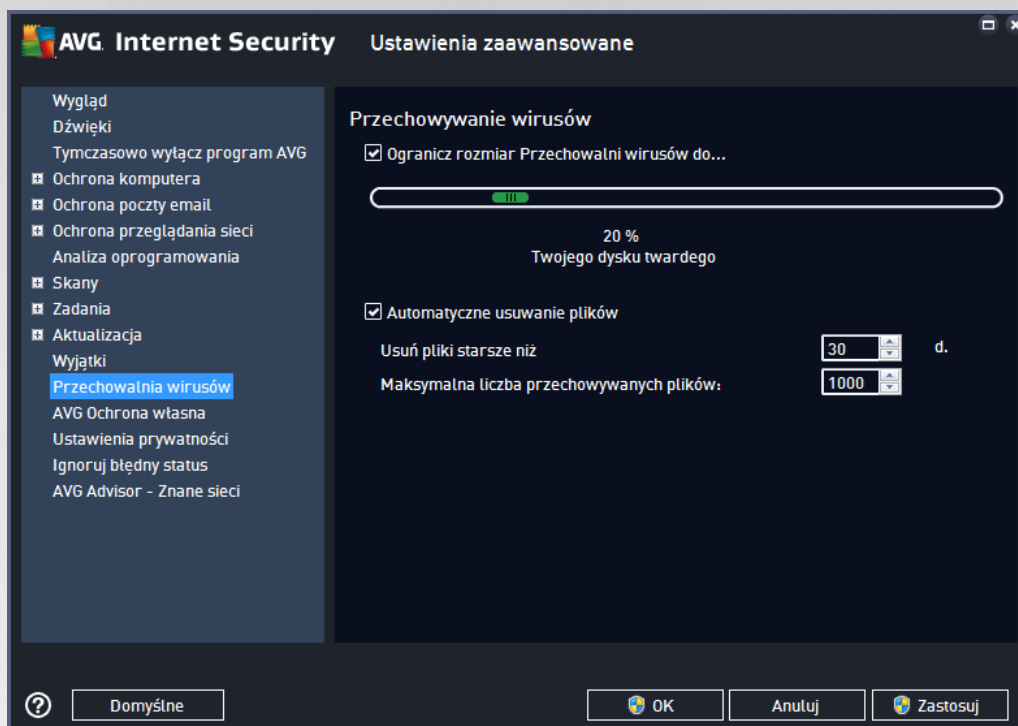 AVG. Internet Security Ustawienia zaawansowane
Wygląd
Dźwięki
Tymczasowo wyłącz program AVG
Ochrona komputera
Ochrona poczty email
Ochrona przeglądania sieci
Analiza oprogramowania
Skany
Zadania
Aktualizacja
Wyjątki
Przechowalnia wirusów
AVG Ochrona własna
Ustawienia prywatności
Ignoruj błędny status
AVG Advisor - Znane sieci
Przechowywanie wirusów
Ogranicz rozmiar Przechowalni wirusów do...
20 %
Twojego dysku twardego
Automatyczne usuwanie plików
Usuń pliki starsze niż 30 d.
Maksymalna liczba przechowywanych plików: 1000
? Domyślne OK Anuluj Zastosuj